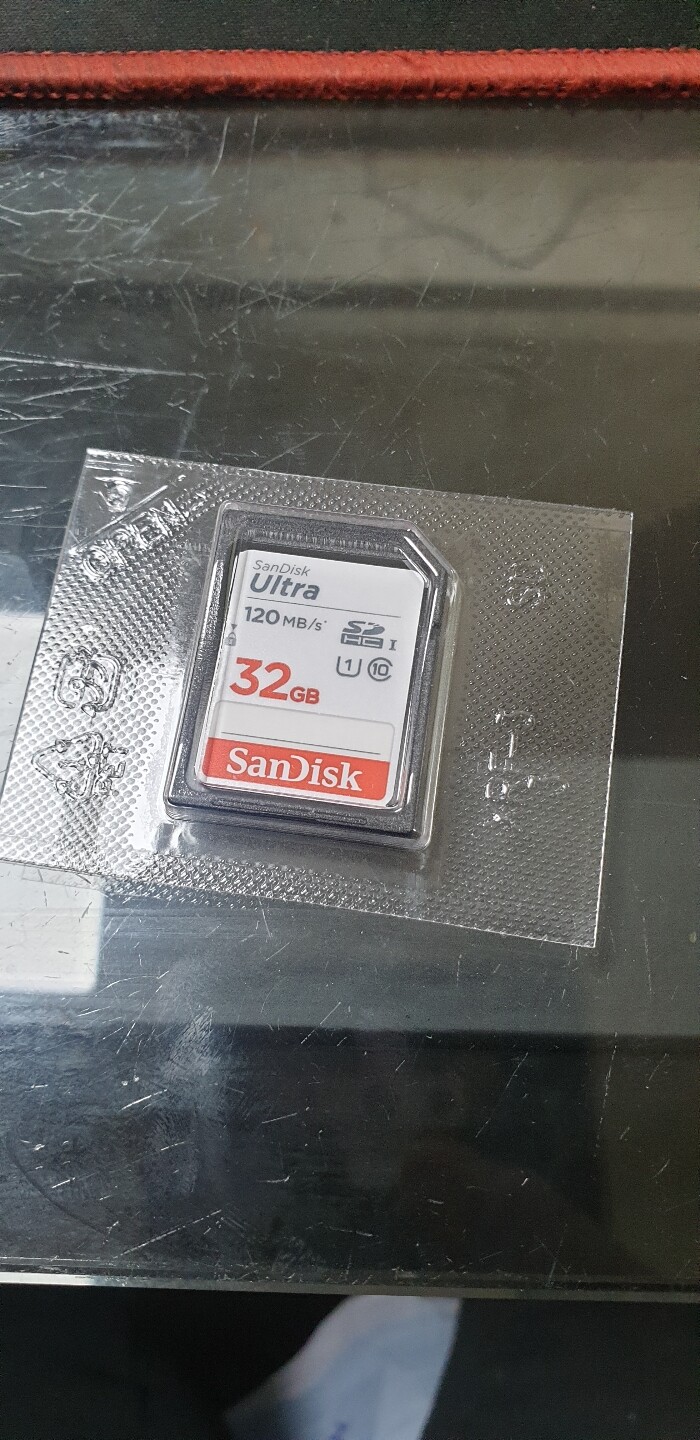 OPEN
SanDisk
Ultra
120 MB/s*
SD
HC I
U1 10
32GB
SanDisk